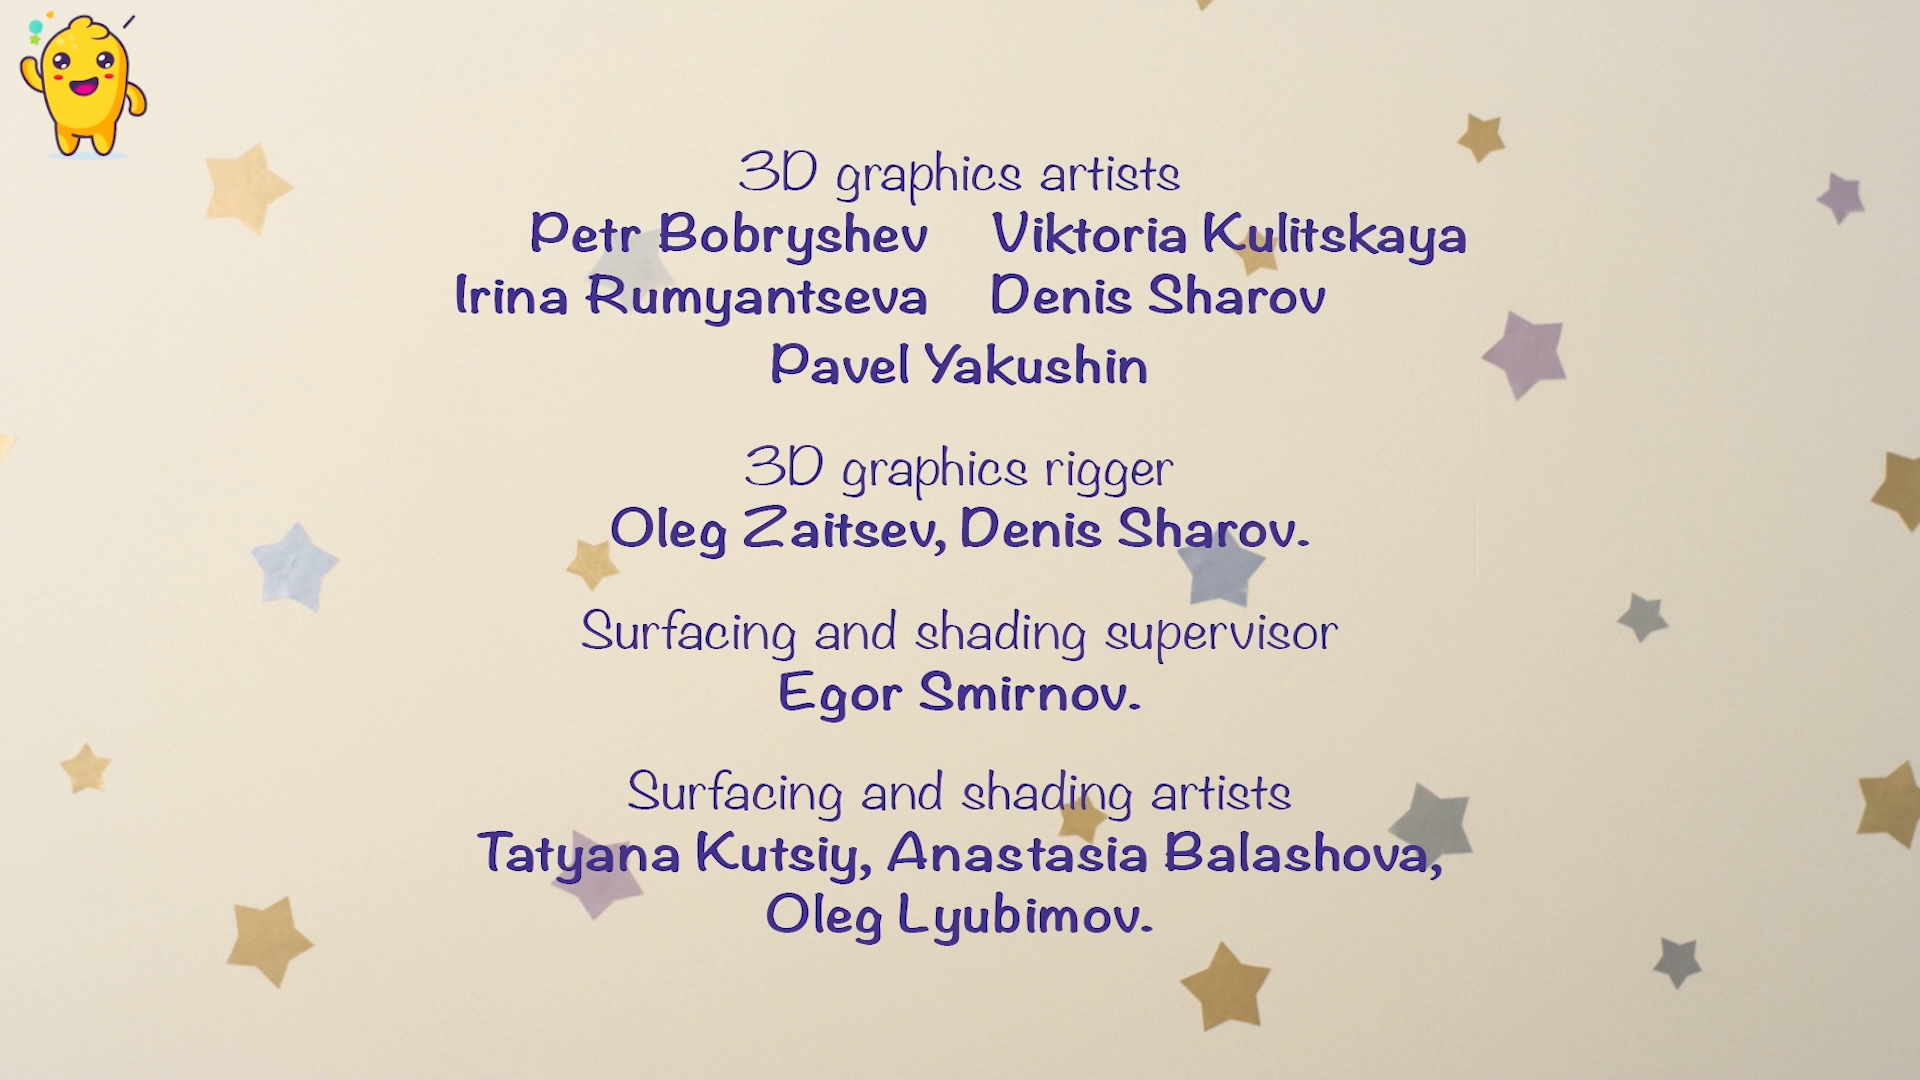 3D graphics artists
Petr Bobryshev Viktoria Kulitskaya
Irina Rumyantseva Denis Sharov
Pavel Yakushin
3D graphics rigger
Oleg Zaitsev, Denis Sharov.
Surfacing and shading supervisor
Egor Smirnov.
Surfacing and shading artists
Tatyana Kutsiy, Anastasia Balashova,
Oleg Lyubimov.